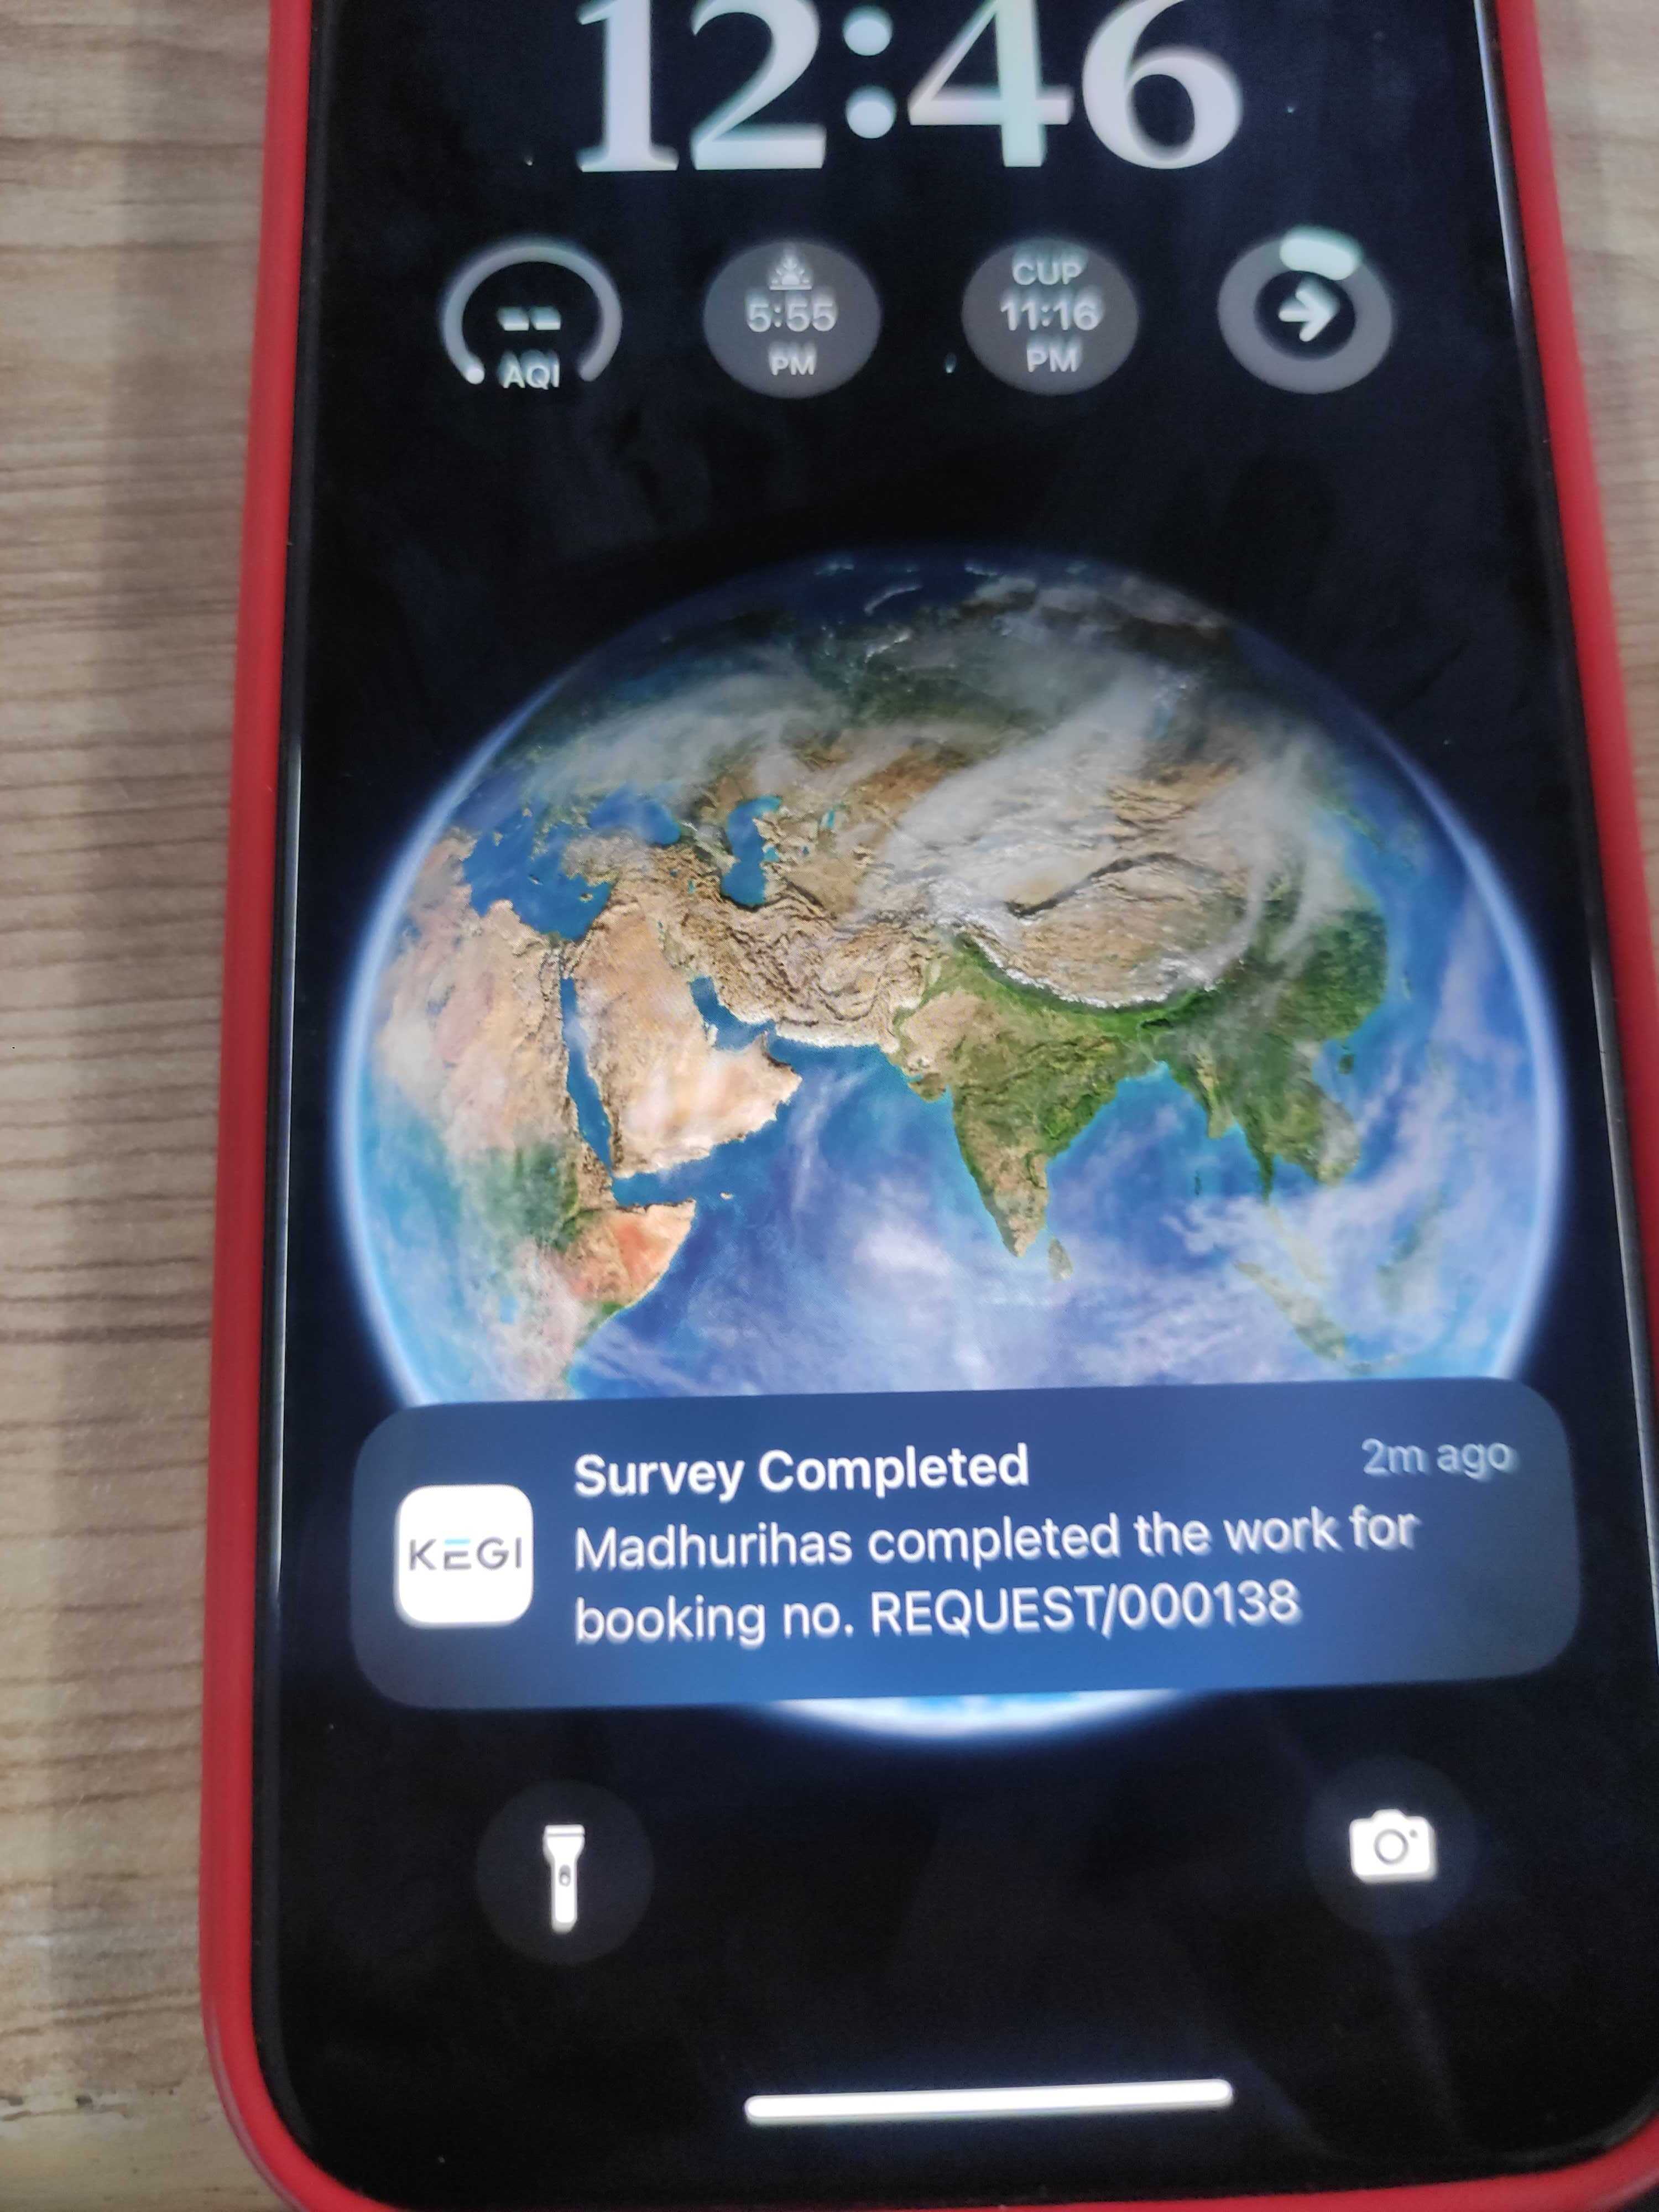 12:46
-- AQI
5:55 PM
CUP 11:16 PM
Survey Completed
2m ago
KEGI
Madhurihas completed the work for
booking no. REQUEST/000138